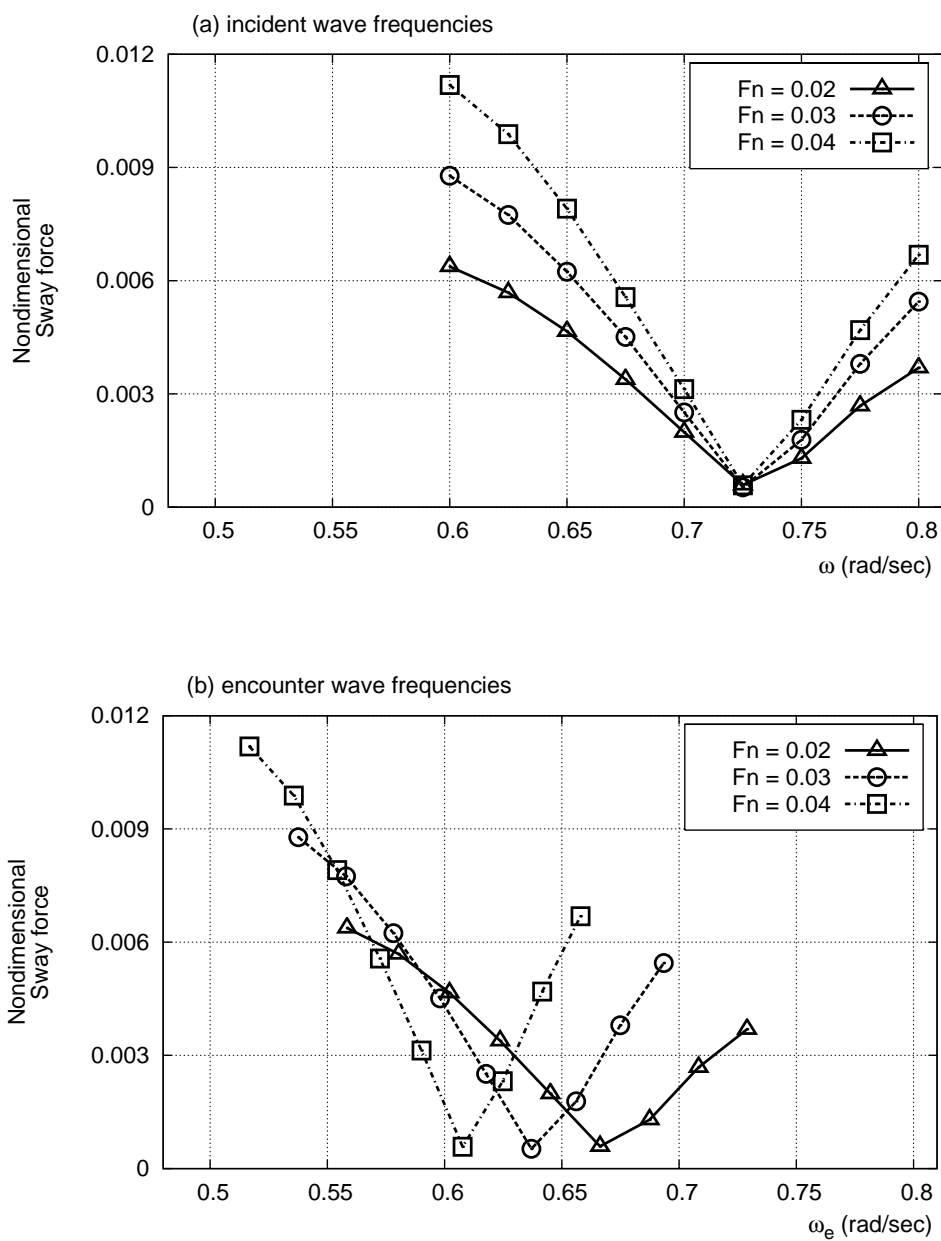 (a) incident wave frequencies
0.012
0.009
0.006
0.003
0
Nondimensional
Sway force
Fn = 0.02
Fn = 0.03
Fn = 0.04
0.5 0.55 0.6 0.65 0.7 0.75 0.8
ω (rad/sec)
(b) encounter wave frequencies
0.012
0.009
0.006
0.003
0
Nondimensional
Sway force
Fn = 0.02
Fn = 0.03
Fn = 0.04
0.5 0.55 0.6 0.65 0.7 0.75 0.8
ωe (rad/sec)